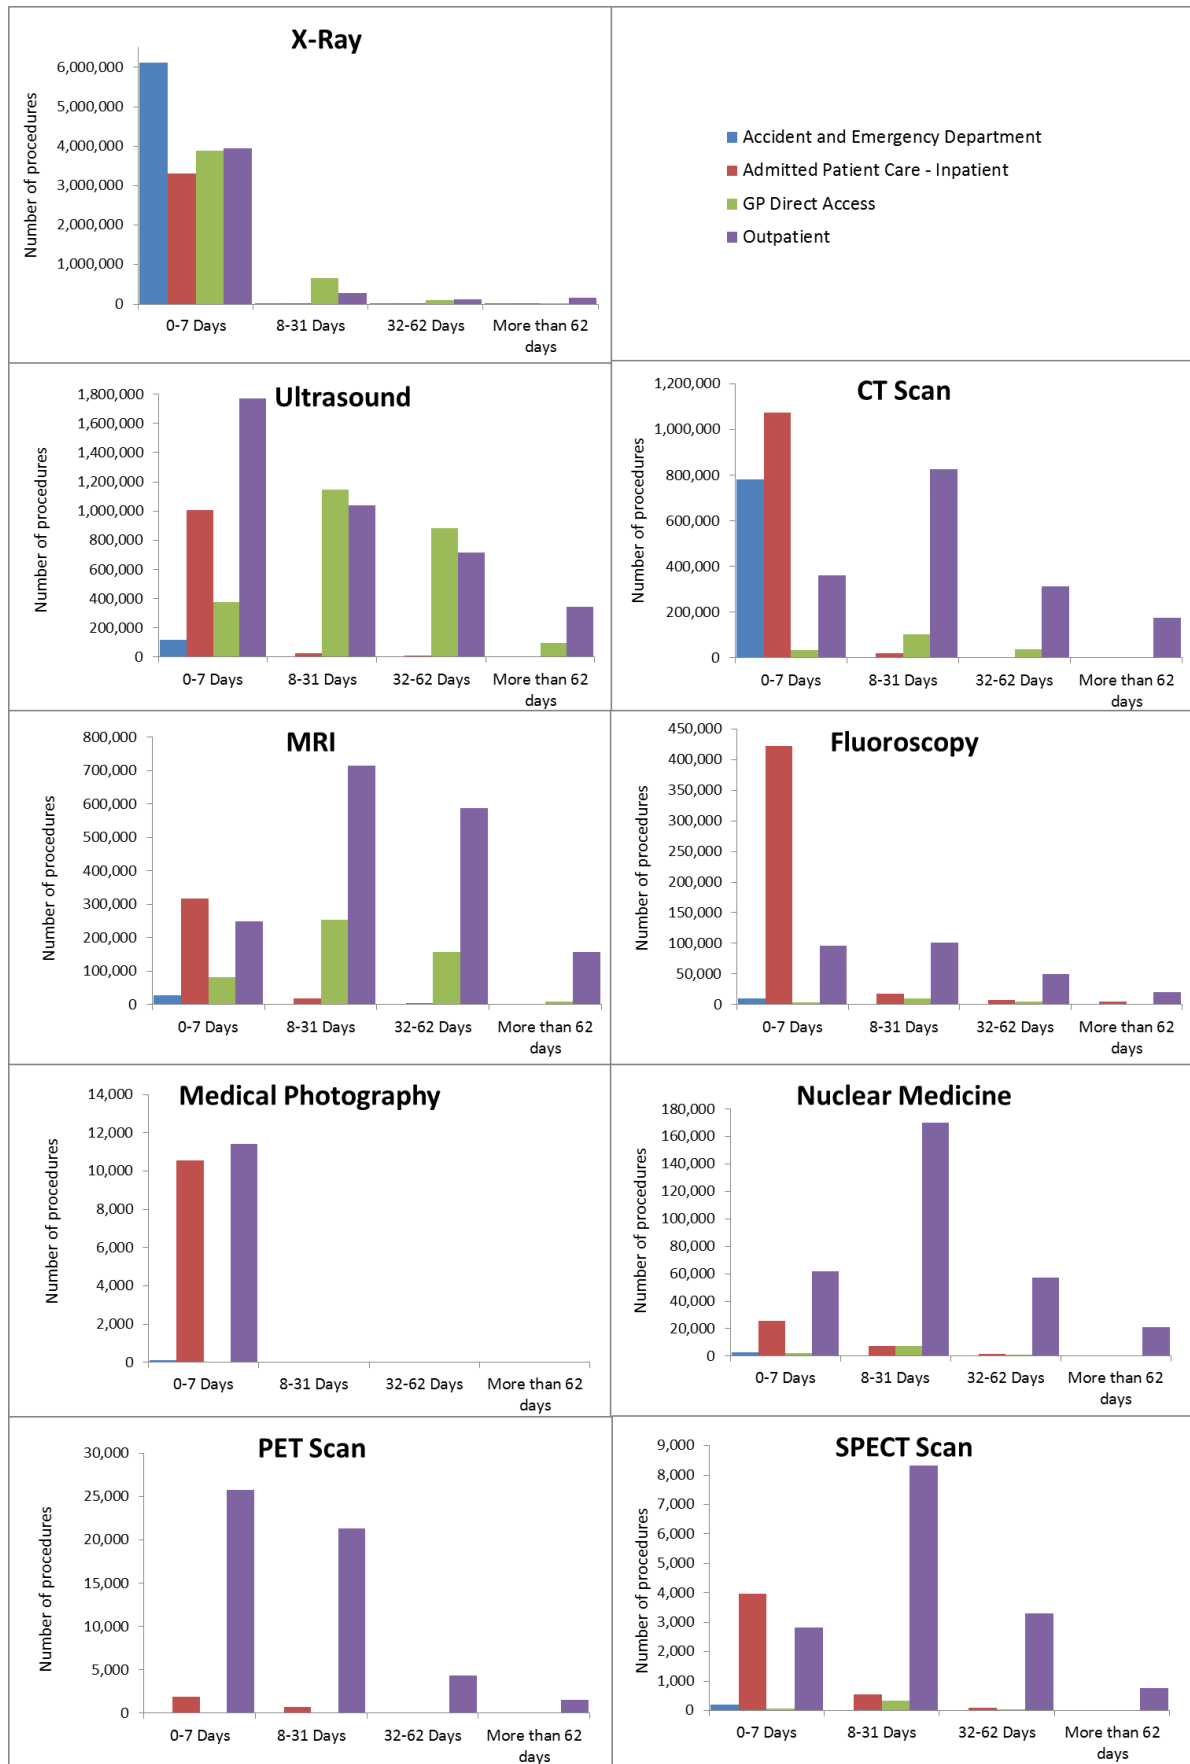 X-Ray
Number of procedures
6,000,000
5,000,000
4,000,000
3,000,000
2,000,000
1,000,000
0
0-7 Days
8-31 Days
32-62 Days
More than 62
days
Accident and Emergency Department
Admitted Patient Care - Inpatient
GP Direct Access
Outpatient
Ultrasound
Number of procedures
1,800,000
1,600,000
1,400,000
1,200,000
1,000,000
800,000
600,000
400,000
200,000
0
0-7 Days
8-31 Days
32-62 Days
More than 62
days
CT Scan
Number of procedures
1,200,000
1,000,000
800,000
600,000
400,000
200,000
0
0-7 Days
8-31 Days
32-62 Days
More than 62
days
MRI
Number of procedures
800,000
700,000
600,000
500,000
400,000
300,000
200,000
100,000
0
0-7 Days
8-31 Days
32-62 Days
More than 62
days
Fluoroscopy
Number of procedures
450,000
400,000
350,000
300,000
250,000
200,000
150,000
100,000
50,000
0
0-7 Days
8-31 Days
32-62 Days
More than 62
days
Medical Photography
Number of procedures
14,000
12,000
10,000
8,000
6,000
4,000
2,000
0
0-7 Days
8-31 Days
32-62 Days
More than 62
days
Nuclear Medicine
Number of procedures
180,000
160,000
140,000
120,000
100,000
80,000
60,000
40,000
20,000
0
0-7 Days
8-31 Days
32-62 Days
More than 62
days
PET Scan
Number of procedures
30,000
25,000
20,000
15,000
10,000
5,000
0
0-7 Days
8-31 Days
32-62 Days
More than 62
days
SPECT Scan
Number of procedures
9,000
8,000
7,000
6,000
5,000
4,000
3,000
2,000
1,000
0
0-7 Days
8-31 Days
32-62 Days
More than 62
days